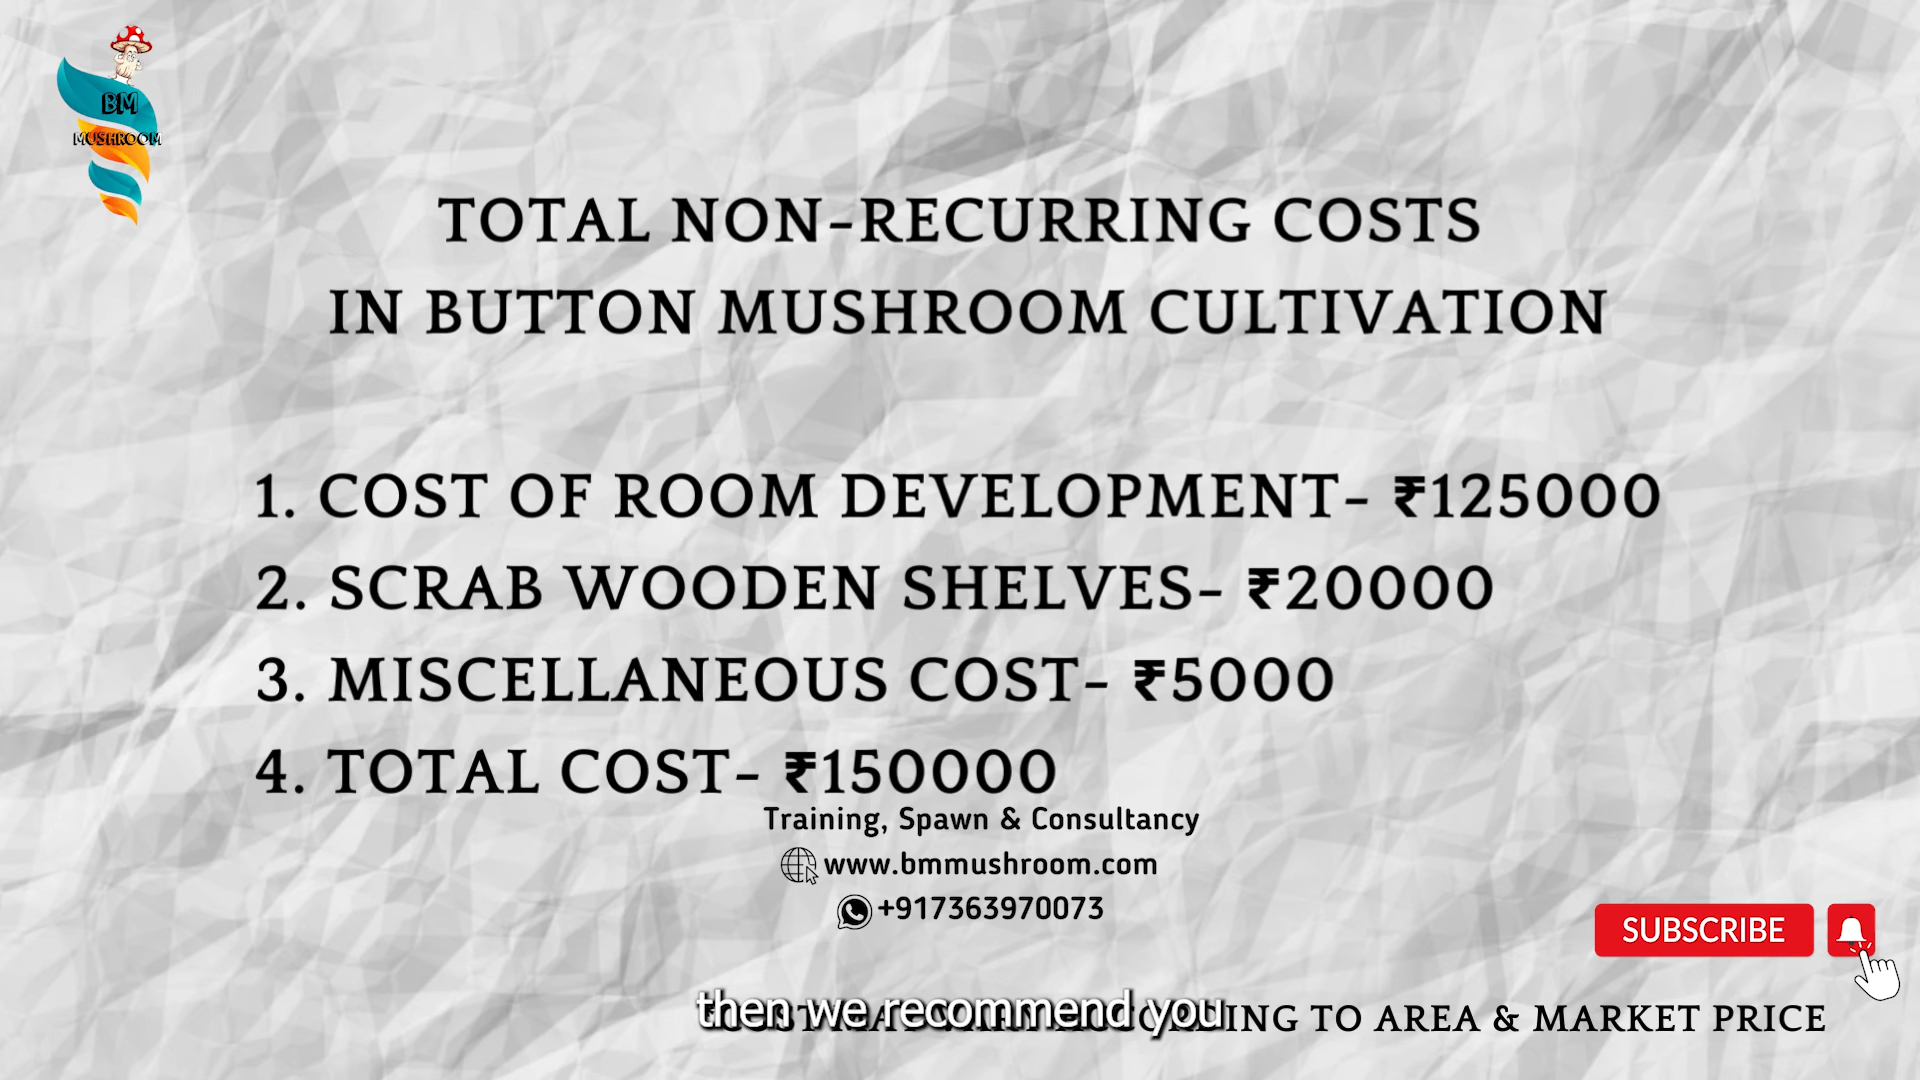 BM
MUSHROOM
TOTAL NON-RECURRING COSTS
IN BUTTON MUSHROOM CULTIVATION
1. COST OF ROOM DEVELOPMENT- ₹125000
2. SCRAB WOODEN SHELVES- ₹20000
3. MISCELLANEOUS COST- ₹5000
4. TOTAL COST- ₹150000
Training, Spawn & Consultancy
www.bmmushroom.com
+917363970073
SUBSCRIBE
then we recommend you
TO AREA & MARKET PRICE